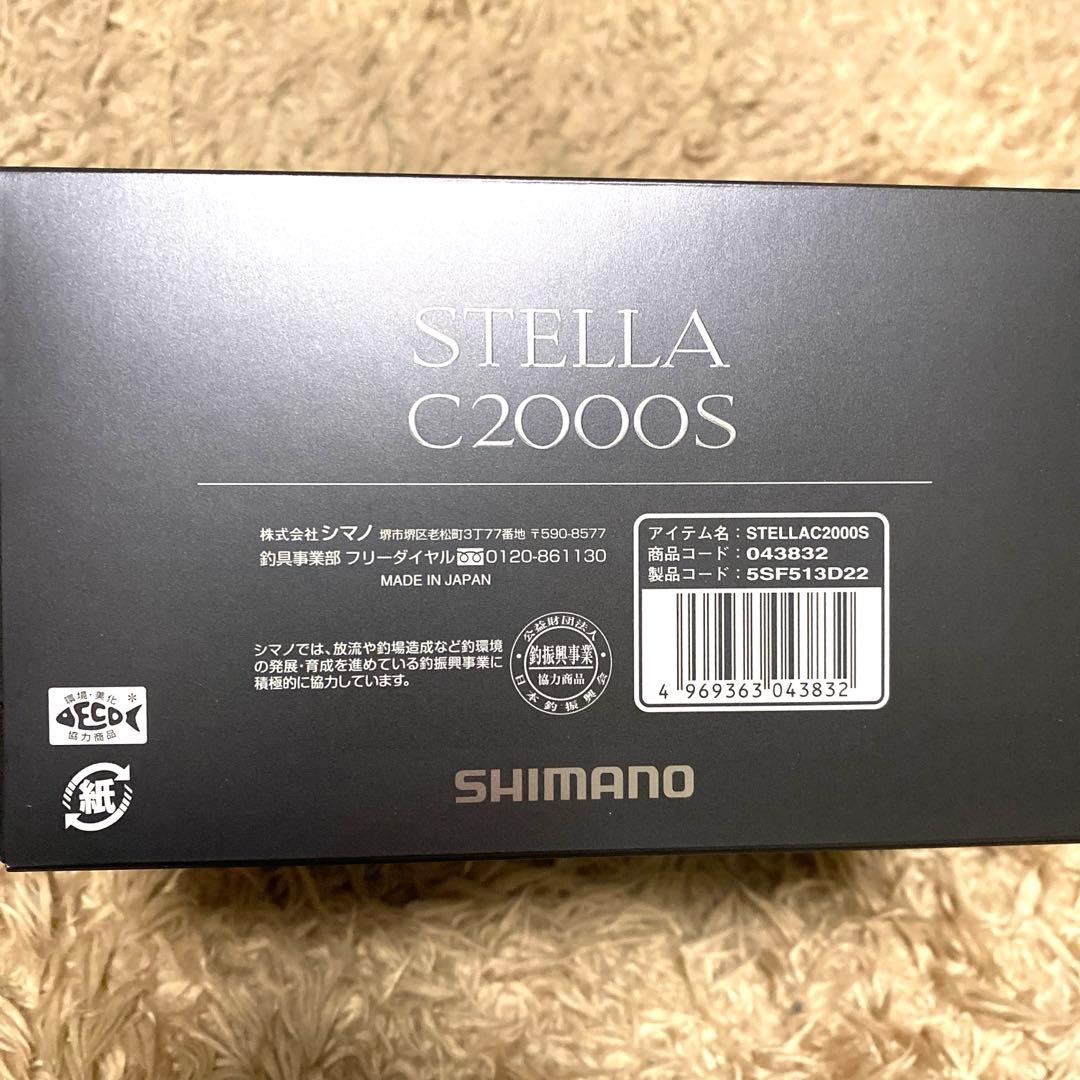 STELLA
C2000S
株式会社シマノ 堺市堺区老松町3丁77番地 〒590-8577
釣具事業部 フリーダイヤル 0120-861130
MADE IN JAPAN
アイテム名：STELLAC2000S
商品コード：043832
製品コード：5SF513D22
4 969363 043832
シマノでは、放流や釣場造成など釣環境
の発展・育成を進めている釣振興事業に
積極的に協力しています。
公益財団法人
釣振興事業
協力商品
日本釣振興会
環境・美化
ECO
協力商品
紙
SHIMANO